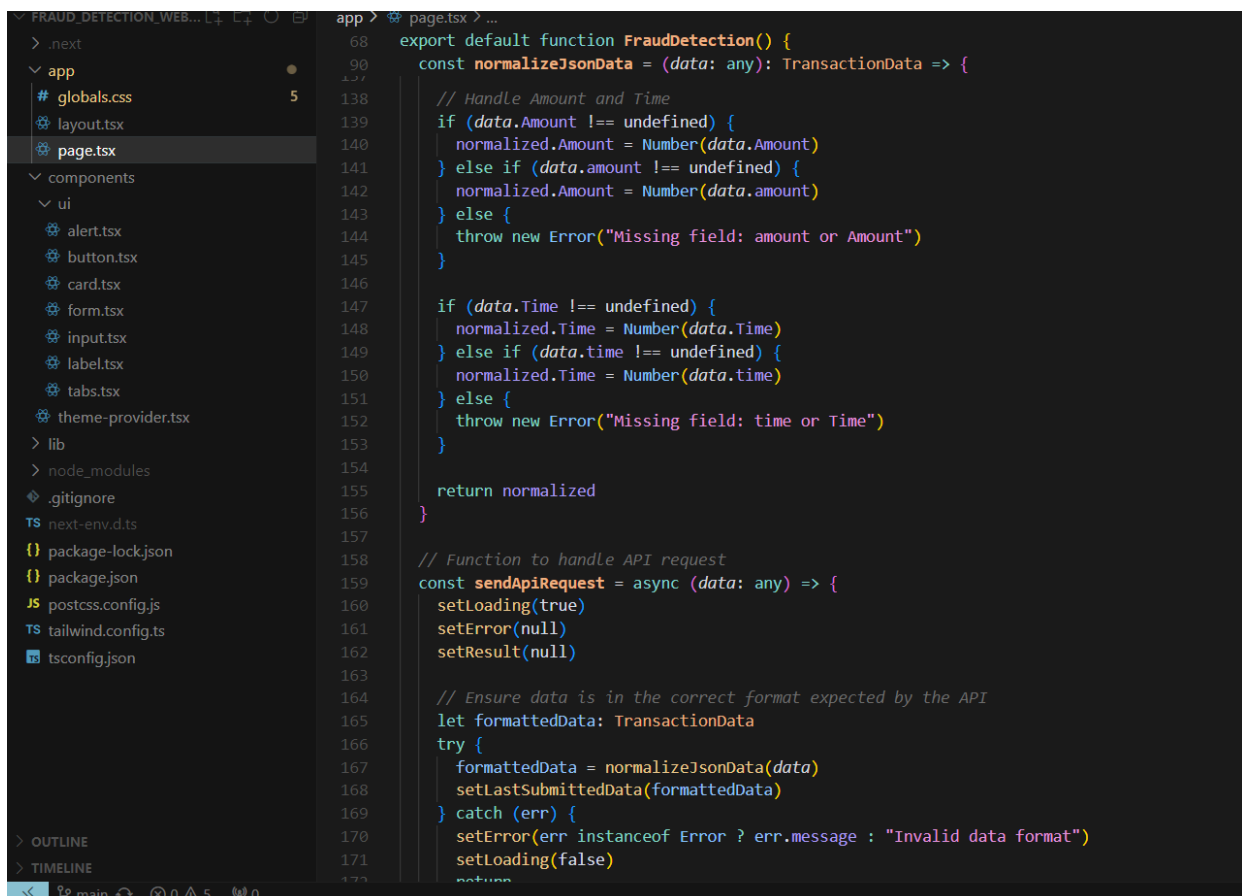 FRAUD_DETECTION_WEB...
> .next
app
# globals.css 5
layout.tsx
page.tsx
components
ui
alert.tsx
button.tsx
card.tsx
form.tsx
input.tsx
label.tsx
tabs.tsx
theme-provider.tsx
> lib
> node_modules
.gitignore
TS next-env.d.ts
{} package-lock.json
{} package.json
JS postcss.config.js
TS tailwind.config.ts
TS tsconfig.json
> OUTLINE
> TIMELINE
main 0 5 0
app > page.tsx > ...
68 export default function FraudDetection() {
90 const normalizeJsonData = (data: any): TransactionData => {
137
138 // Handle Amount and Time
139 if (data.Amount !== undefined) {
140 normalized.Amount = Number(data.Amount)
141 } else if (data.amount !== undefined) {
142 normalized.Amount = Number(data.amount)
143 } else {
144 throw new Error("Missing field: amount or Amount")
145 }
146
147 if (data.Time !== undefined) {
148 normalized.Time = Number(data.Time)
149 } else if (data.time !== undefined) {
150 normalized.Time = Number(data.time)
151 } else {
152 throw new Error("Missing field: time or Time")
153 }
154
155 return normalized
156 }
157
158 // Function to handle API request
159 const sendApiRequest = async (data: any) => {
160 setLoading(true)
161 setError(null)
162 setResult(null)
163
164 // Ensure data is in the correct format expected by the API
165 let formattedData: TransactionData
166 try {
167 formattedData = normalizeJsonData(data)
168 setLastSubmittedData(formattedData)
169 } catch (err) {
170 setError(err instanceof Error ? err.message : "Invalid data format")
171 setLoading(false)
172 return